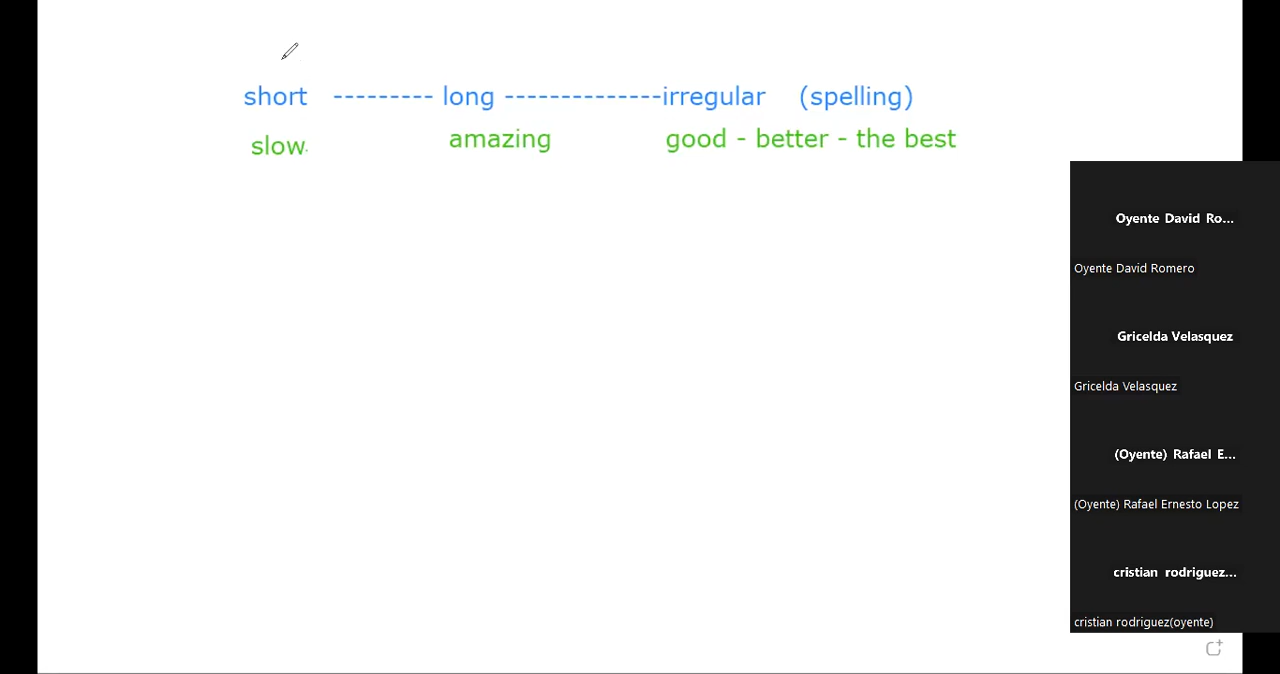 short --------- long --------------irregular (spelling)
slow. amazing good - better - the best
Oyente David Ro...
Oyente David Romero
Gricelda Velasquez
Gricelda Velasquez
(Oyente) Rafael E...
(Oyente) Rafael Ernesto Lopez
cristian rodriguez...
cristian rodriguez(oyente)